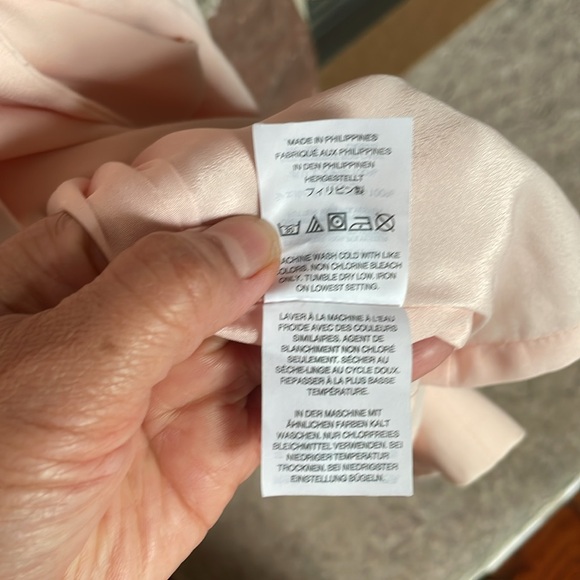 MADE IN PHILIPPINES
FABRIQUÉ AUX PHILIPPINES
IN DEN PHILIPPINEN
HERGESTELLT
フィリピン製
MACHINE WASH COLD WITH LIKE
COLORS. NON CHLORINE BLEACH
ONLY. TUMBLE DRY LOW. IRON
ON LOWEST SETTING.
LAVER À LA MACHINE À L'EAU
FROIDE AVEC DES COULEURS
SIMILAIRES. AGENT DE
BLANCHIMENT NON CHLORÉ
SEULEMENT. SÉCHER AU
SÈCHE-LINGE AU CYCLE DOUX.
REPASSER À LA PLUS BASSE
TEMPÉRATURE.
IN DER MASCHINE MIT
ÄHNLICHEN FARBEN KALT
WASCHEN. NUR CHLORFREIES
BLEICHMITTEL VERWENDEN. BEI
NIEDRIGER TEMPERATUR
TROCKNEN. BEI NIEDRIGSTER
EINSTELLUNG BÜGELN.